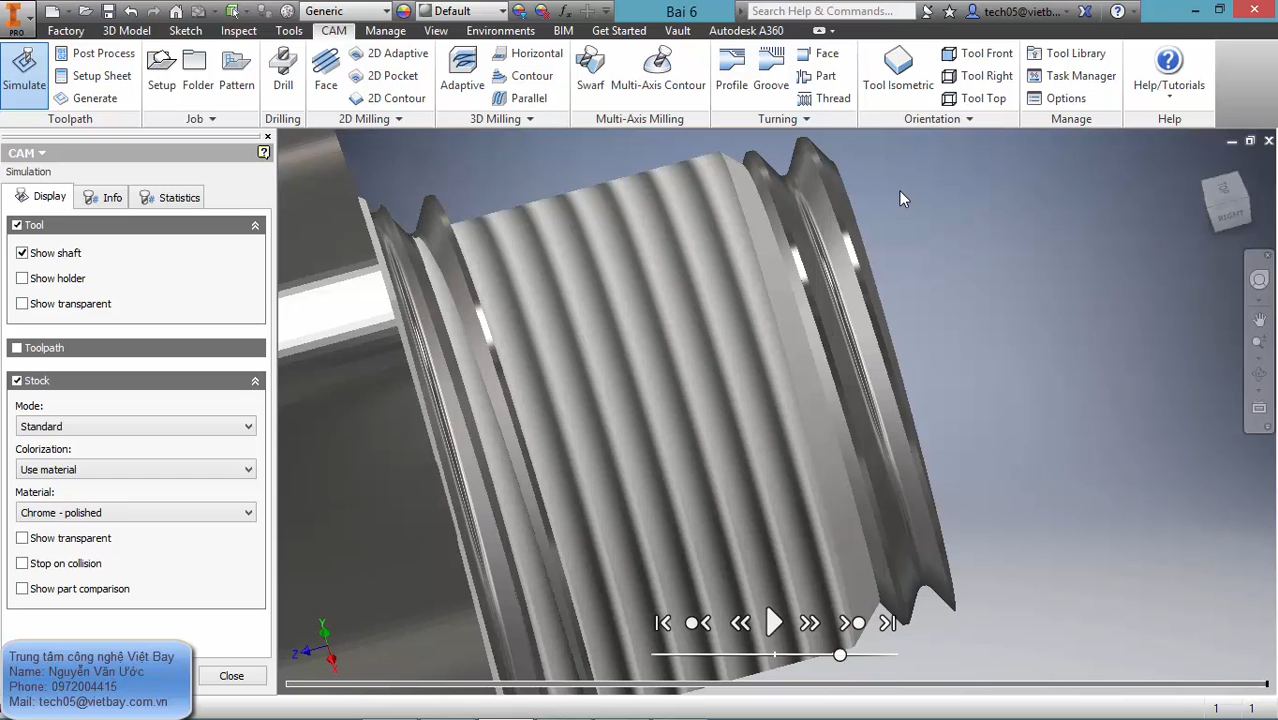 Generic
Default
Bai 6
Search Help & Commands...
tech05@vietb...
PRO
Factory
3D Model
Sketch
Inspect
Tools
CAM
Manage
View
Environments
BIM
Get Started
Vault
Autodesk A360
Simulate
Post Process
Setup Sheet
Generate
Toolpath
Setup
Folder
Pattern
Job
Drill
Drilling
Face
2D Adaptive
2D Pocket
2D Contour
2D Milling
Adaptive
Horizontal
Contour
Parallel
3D Milling
Swarf
Multi-Axis Contour
Multi-Axis Milling
Profile
Groove
Face
Part
Thread
Turning
Tool Isometric
Tool Front
Tool Right
Tool Top
Orientation
Tool Library
Task Manager
Options
Manage
Help/Tutorials
Help
CAM
Simulation
Display
Info
Statistics
Tool
Show shaft
Show holder
Show transparent
Toolpath
Stock
Mode:
Standard
Colorization:
Use material
Material:
Chrome - polished
Show transparent
Stop on collision
Show part comparison
Close
RIGHT
Y
Z
X
Trung tâm công nghệ Việt Bay
Name: Nguyễn Văn Ước
Phone: 0972004415
Mail: tech05@vietbay.com.vn
1
1